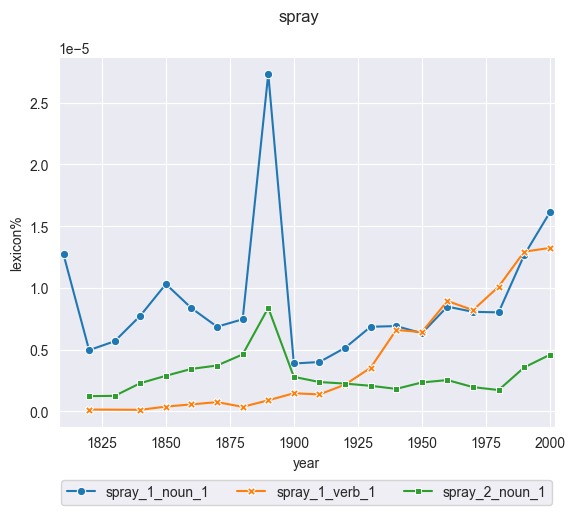 spray
1e−5
2.5
2.0
1.5
1.0
0.5
0.0
lexicon%
1825 1850 1875 1900 1925 1950 1975 2000
year
spray_1_noun_1 spray_1_verb_1 spray_2_noun_1